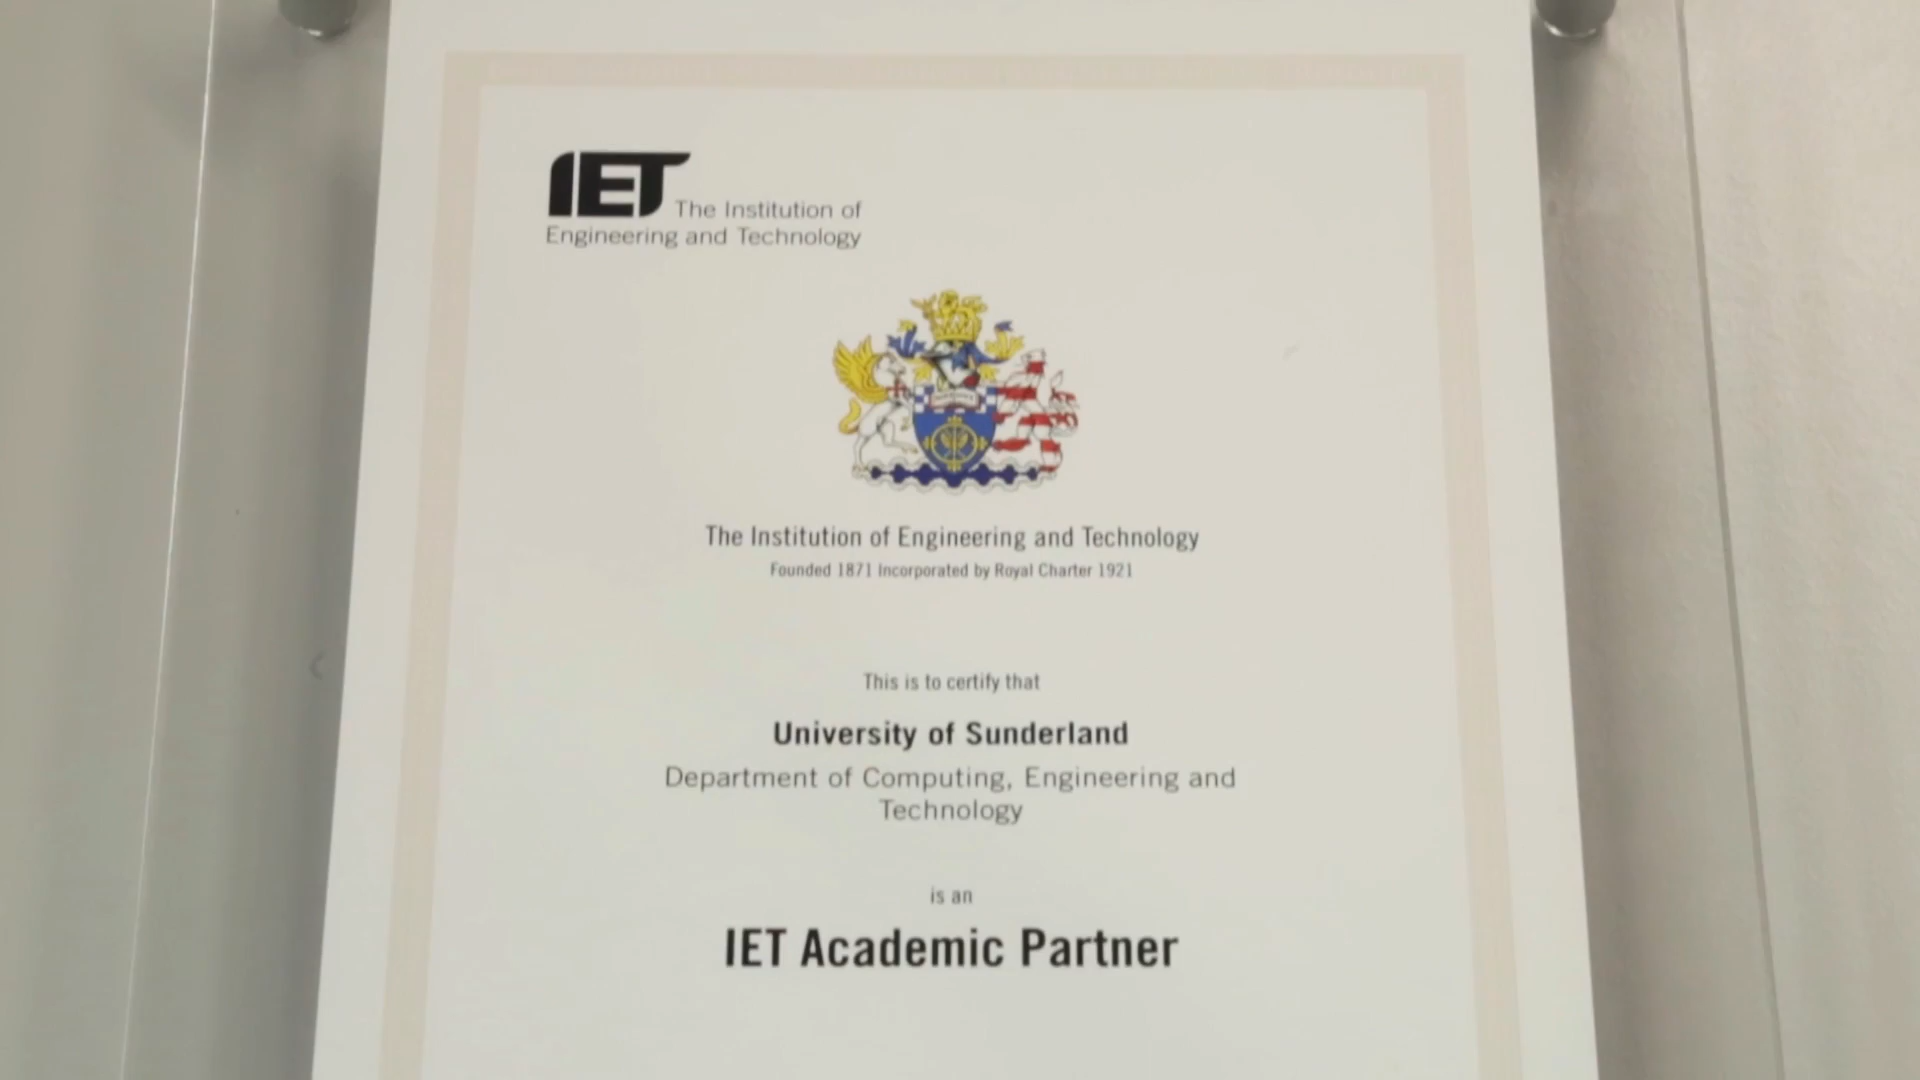 IET The Institution of
Engineering and Technology
The Institution of Engineering and Technology
Founded 1871 Incorporated by Royal Charter 1921
This is to certify that
University of Sunderland
Department of Computing, Engineering and
Technology
is an
IET Academic Partner